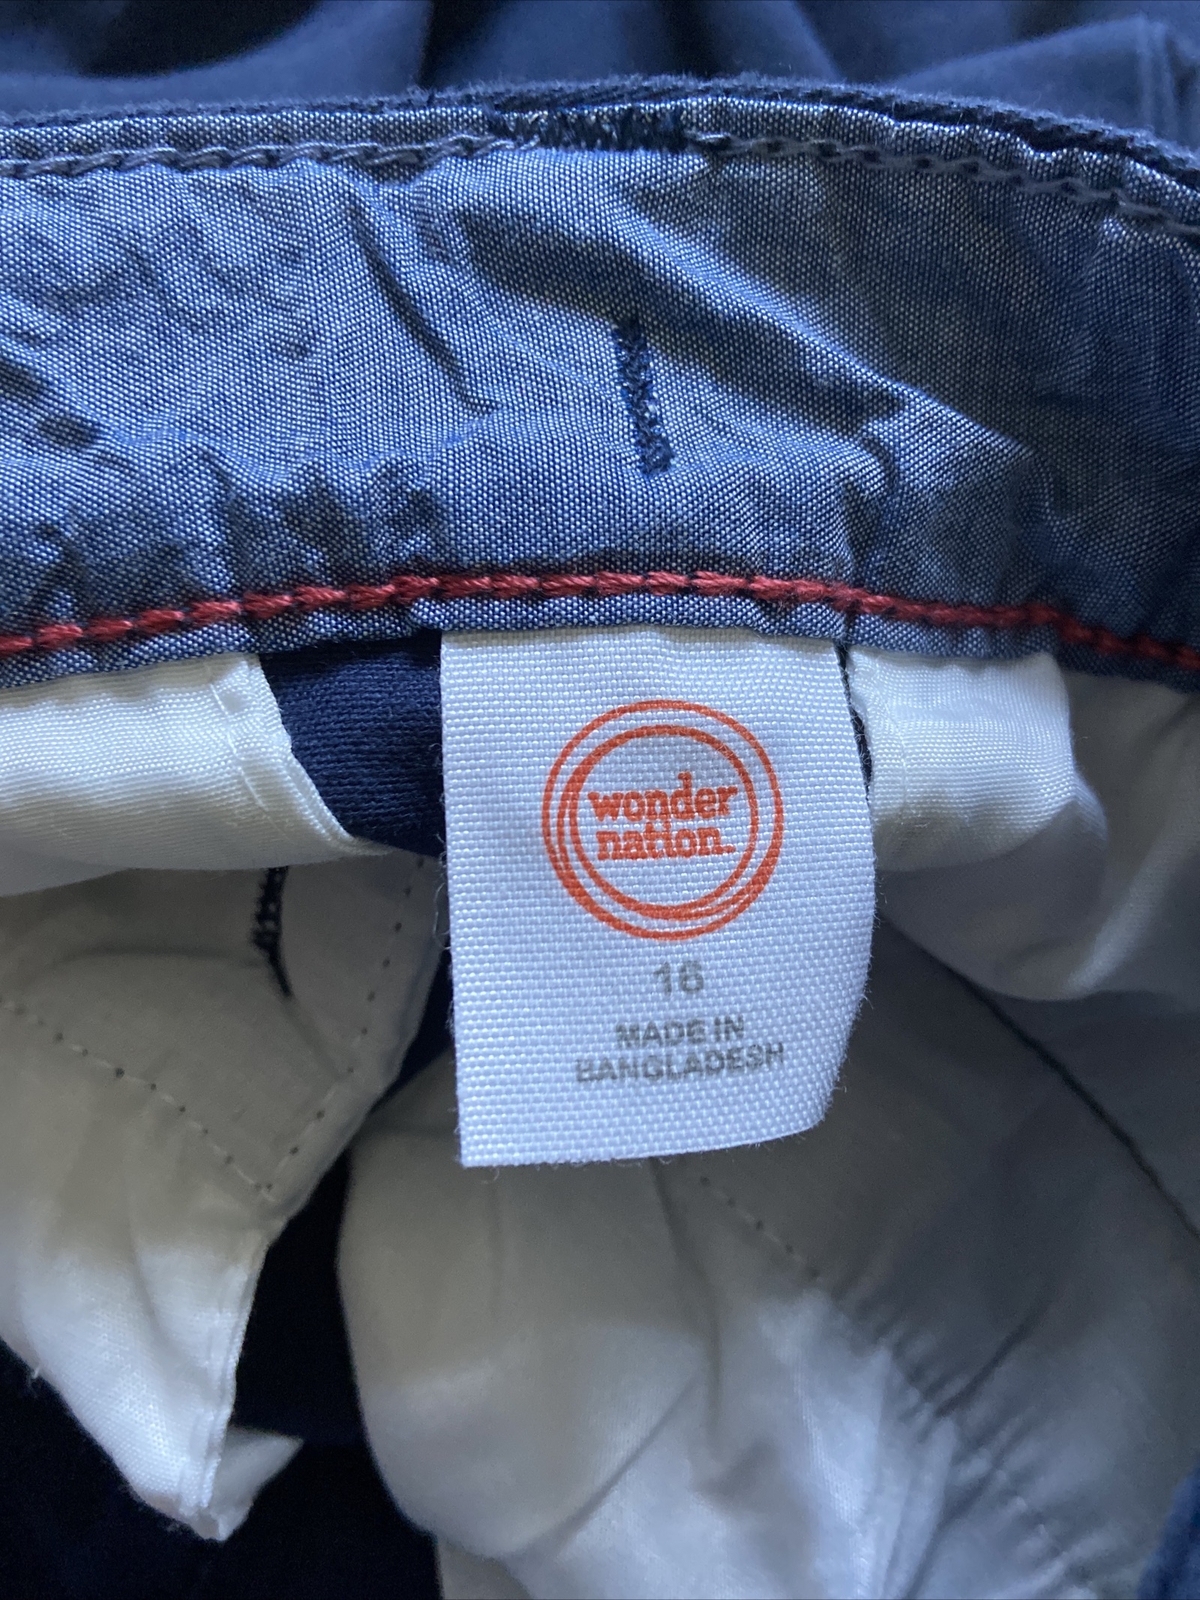 wonder
nation.
16
MADE IN
BANGLADESH